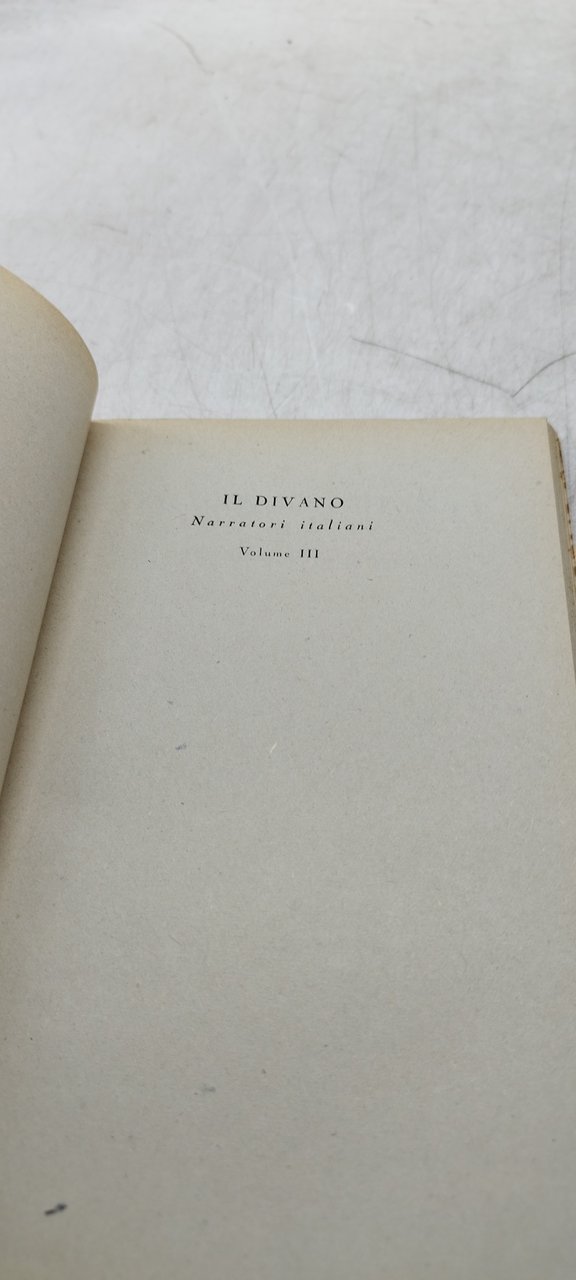 IL DIVANO
Narratori italiani
Volume III